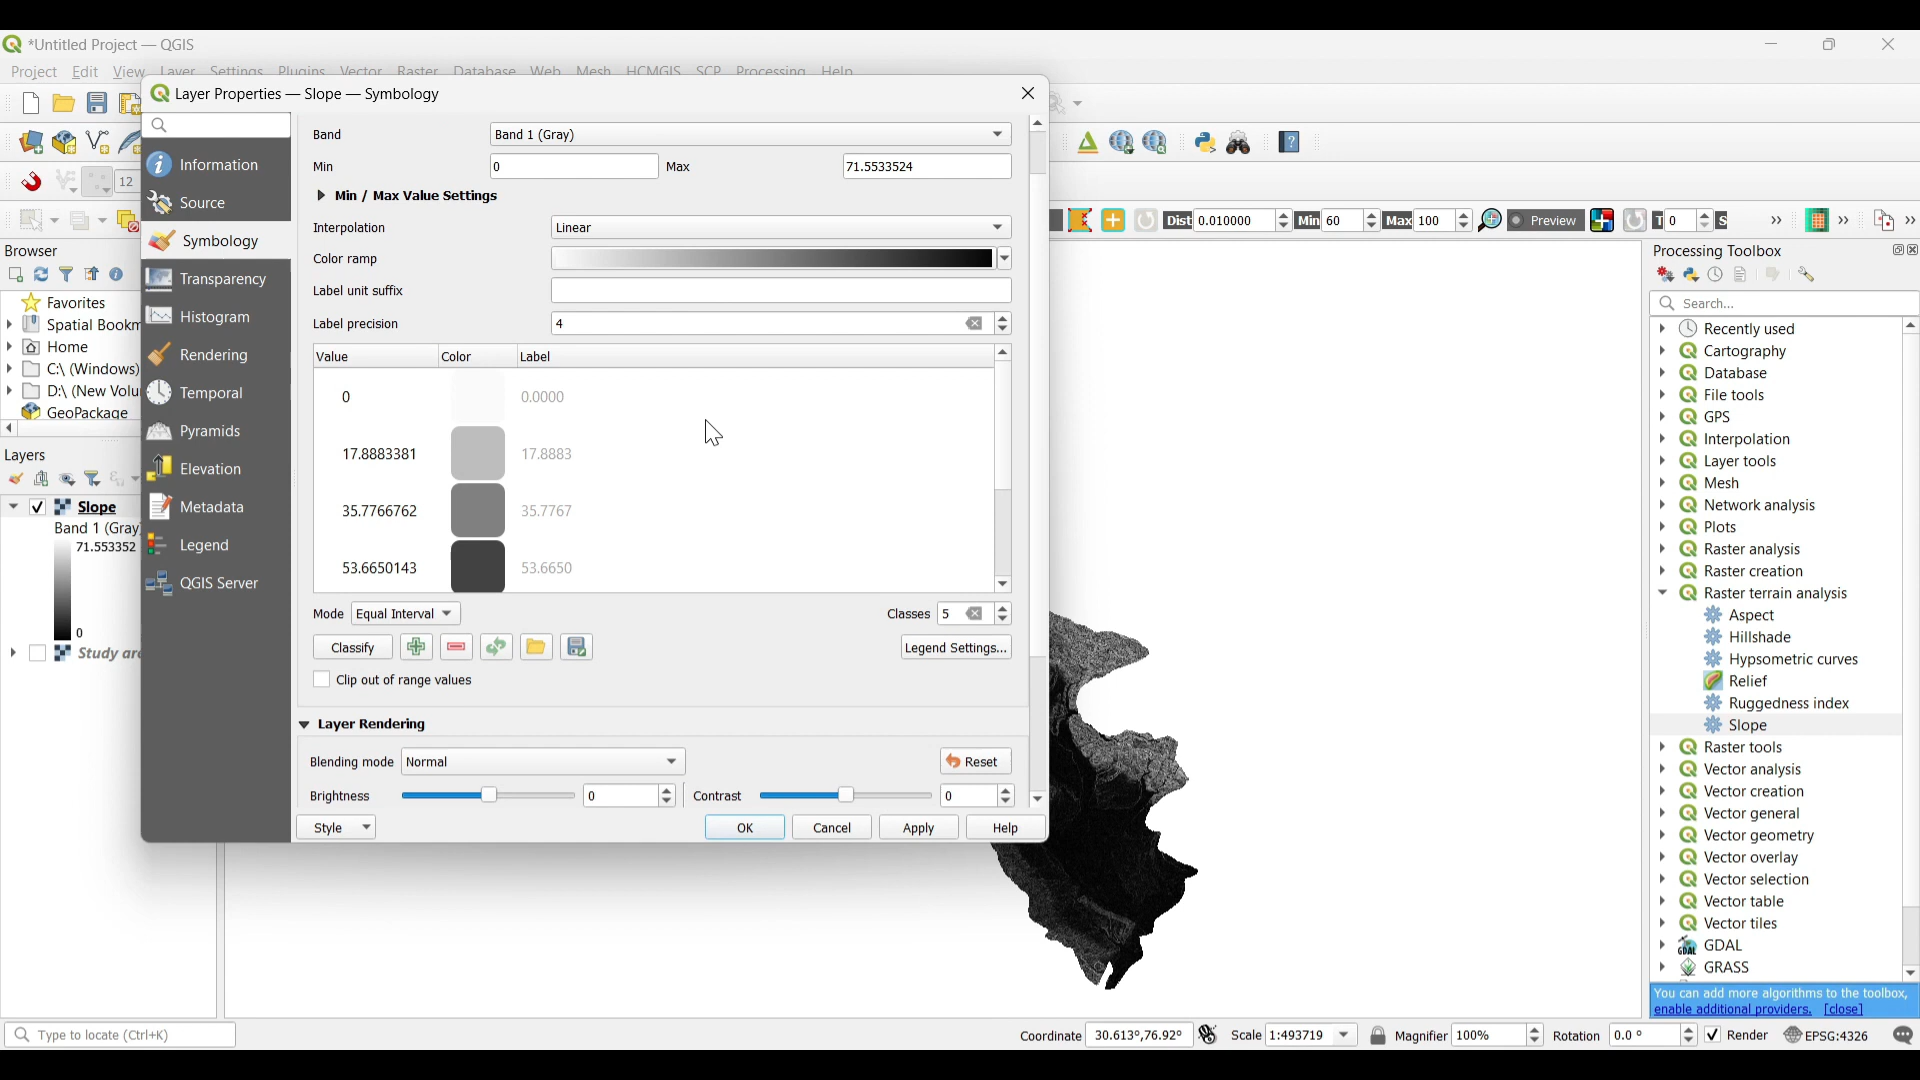 *Untitled Project — QGIS
Project Edit View Layer Settings Plugins Vector Raster Database Web Mesh HCMGIS SCP Processing Help
Layer Properties — Slope — Symbology
Information
Source
Symbology
Transparency
Histogram
Rendering
Temporal
Pyramids
Elevation
Metadata
Legend
QGIS Server
Band Band 1 (Gray)
Min 0 Max 71.5533524
Min / Max Value Settings
Interpolation Linear
Color ramp
Label unit suffix
Label precision 4
Value Color Label
0 0.0000
17.8883381 17.8883
35.7766762 35.7767
53.6650143 53.6650
Mode Equal Interval Classes 5
Classify Legend Settings...
Clip out of range values
Layer Rendering
Blending mode Normal Reset
Brightness 0 Contrast 0
Style OK Cancel Apply Help
12
Dist 0.010000 Min 60 Max 100 Preview T 0 S
Browser
Favorites
Spatial Bookm
Home
C:\ (Windows)
D:\ (New Volu
GeoPackage
Layers
Slope
Band 1 (Gray
71.553352
0
Study are
Processing Toolbox
Search...
Recently used
Cartography
Database
File tools
GPS
Interpolation
Layer tools
Mesh
Network analysis
Plots
Raster analysis
Raster creation
Raster terrain analysis
Aspect
Hillshade
Hypsometric curves
Relief
Ruggedness index
Slope
Raster tools
Vector analysis
Vector creation
Vector general
Vector geometry
Vector overlay
Vector selection
Vector table
Vector tiles
GDAL
GRASS
You can add more algorithms to the toolbox,
enable additional providers. [close]
Type to locate (Ctrl+K)
Coordinate 30.613°,76.92° Scale 1:493719 Magnifier 100% Rotation 0.0 ° Render EPSG:4326